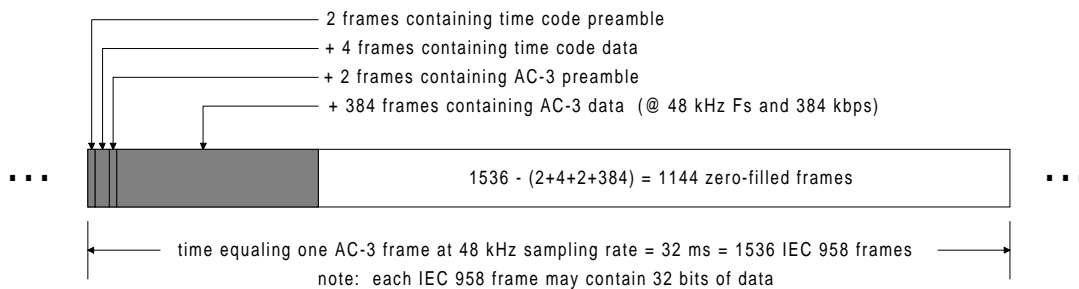 2 frames containing time code preamble
+ 4 frames containing time code data
+ 2 frames containing AC-3 preamble
+ 384 frames containing AC-3 data (@ 48 kHz Fs and 384 kbps)
... ...
1536 - (2+4+2+384) = 1144 zero-filled frames
time equaling one AC-3 frame at 48 kHz sampling rate = 32 ms = 1536 IEC 958 frames
note: each IEC 958 frame may contain 32 bits of data